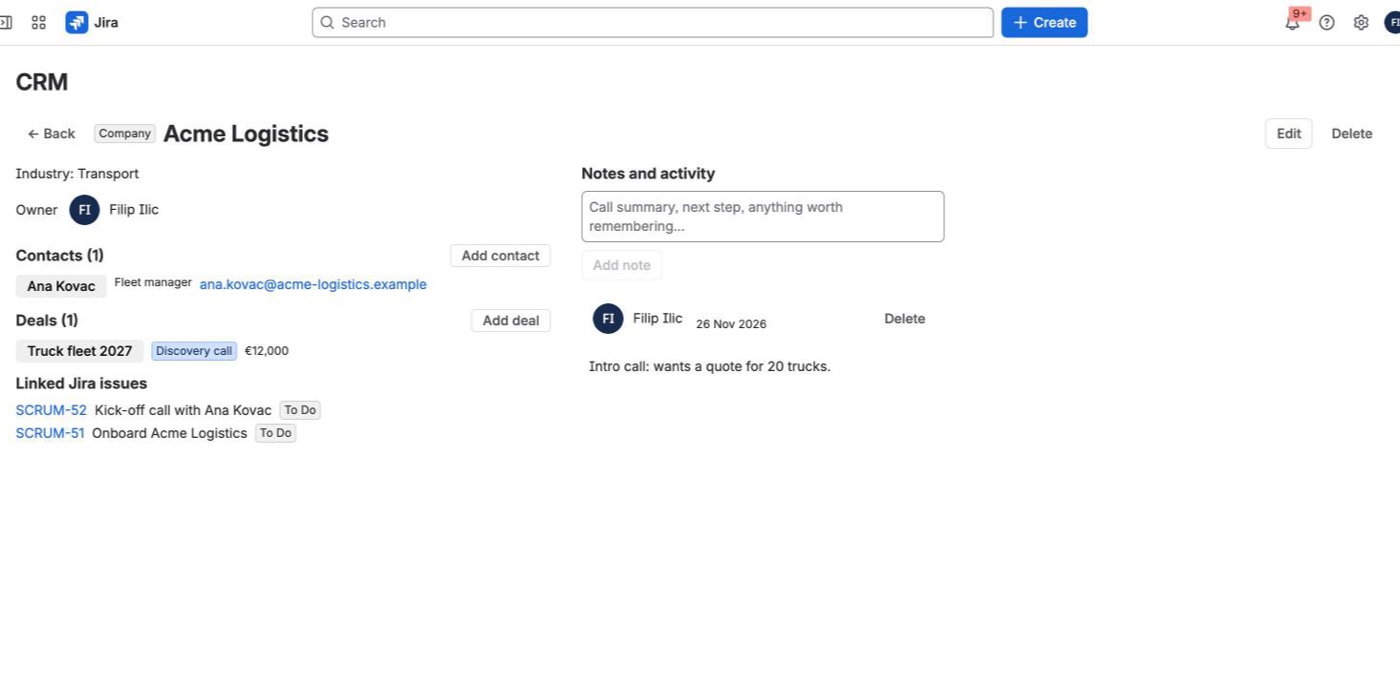 Jira
Search
+ Create
9+
FI
CRM
← Back Company Acme Logistics
Edit Delete
Industry: Transport
Owner FI Filip Ilic
Contacts (1)
Add contact
Ana Kovac Fleet manager ana.kovac@acme-logistics.example
Deals (1)
Add deal
Truck fleet 2027 Discovery call €12,000
Linked Jira issues
SCRUM-52 Kick-off call with Ana Kovac To Do
SCRUM-51 Onboard Acme Logistics To Do
Notes and activity
Call summary, next step, anything worth
remembering...
Add note
FI Filip Ilic 26 Nov 2026 Delete
Intro call: wants a quote for 20 trucks.